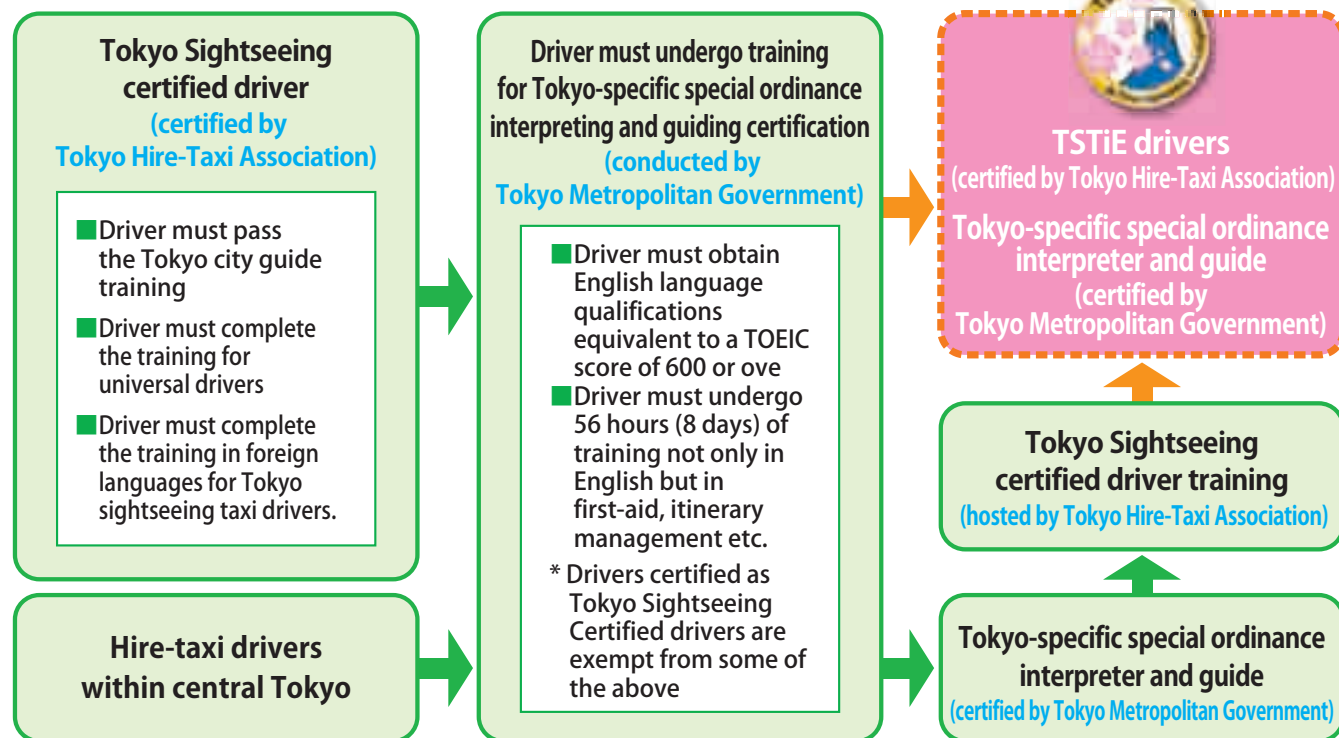 Tokyo Sightseeing
certified driver
(certified by
Tokyo Hire-Taxi Association)
■Driver must pass
the Tokyo city guide
training
■Driver must complete
the training for
universal drivers
■Driver must complete
the training in foreign
languages for Tokyo
sightseeing taxi drivers.
Hire-taxi drivers
within central Tokyo
Driver must undergo training
for Tokyo-specific special ordinance
interpreting and guiding certification
(conducted by
Tokyo Metropolitan Government)
■Driver must obtain
English language
qualifications
equivalent to a TOEIC
score of 600 or ove
■Driver must undergo
56 hours (8 days) of
training not only in
English but in
first-aid, itinerary
management etc.
* Drivers certified as
Tokyo Sightseeing
Certified drivers are
exempt from some of
the above
TSTiE drivers
(certified by Tokyo Hire-Taxi Association)
Tokyo-specific special ordinance
interpreter and guide
(certified by
Tokyo Metropolitan Government)
Tokyo Sightseeing
certified driver training
(hosted by Tokyo Hire-Taxi Association)
Tokyo-specific special ordinance
interpreter and guide
(certified by Tokyo Metropolitan Government)